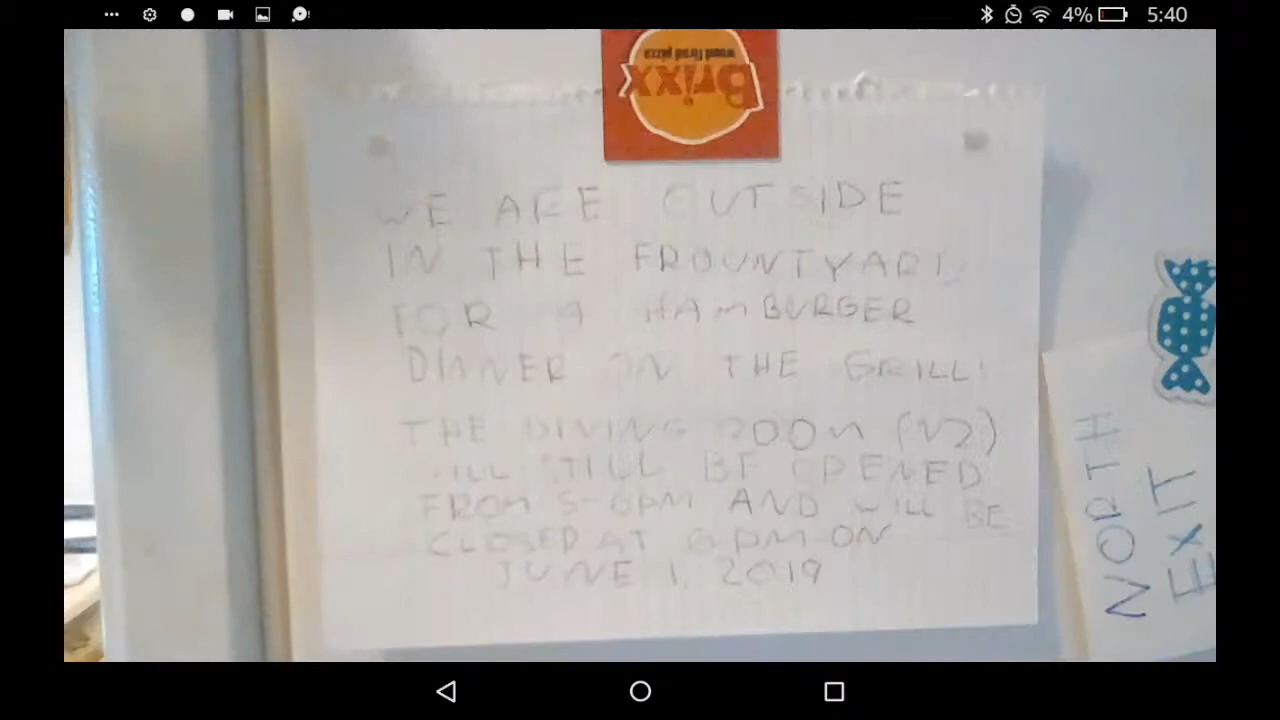 4% 5:40
Brixx
wood fired pizza
WE ARE OUTSIDE
IN THE FROUNTYARD
FOR A HAMBURGER
DINNER ON THE GRILL!
THE DINING ROOM (N2)
WILL STILL BE OPENED
FROM 5-6PM AND WILL BE
CLOSED AT 6PM ON
JUNE 1, 2019
NORTH
EXIT